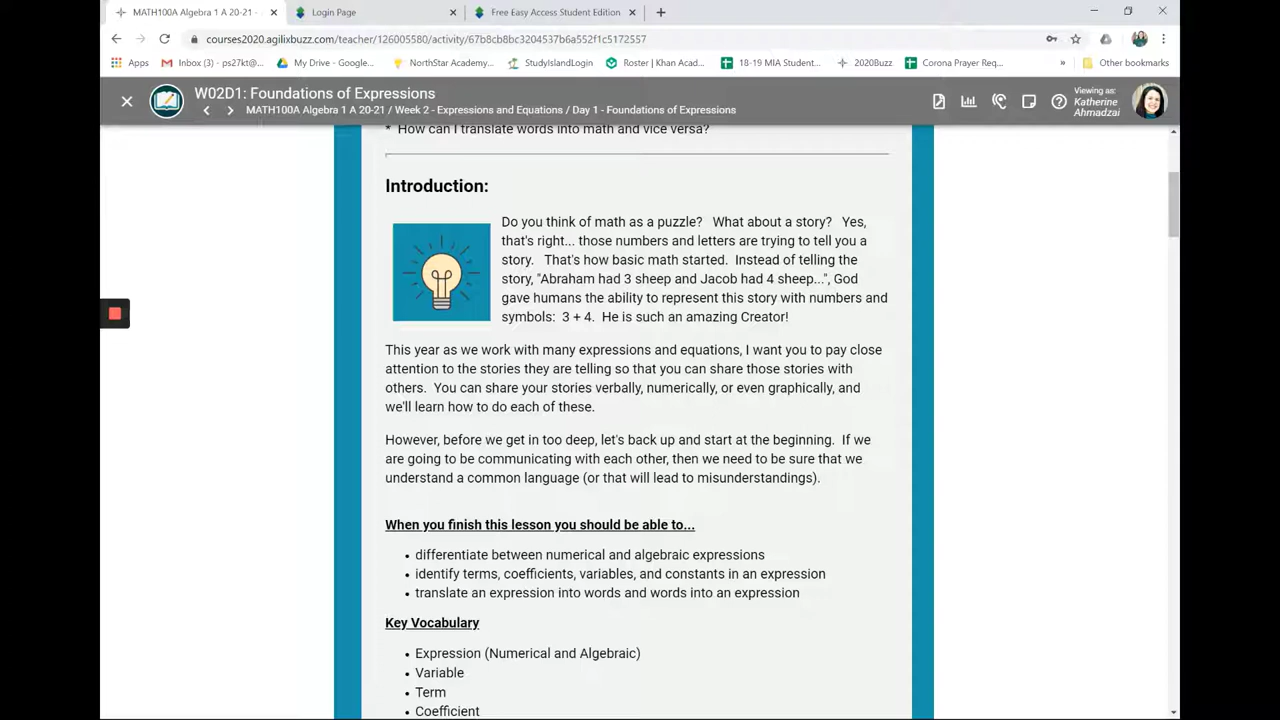 MATH100A Algebra 1 A 20-21 -
Login Page
Free Easy Access Student Edition
courses2020.agilixbuzz.com/teacher/126005580/activity/67b8cb8bc3204537b6a552f1c5172557
Apps
Inbox (3) - ps27kt@...
My Drive - Google...
NorthStar Academy...
StudyIslandLogin
Roster | Khan Acad...
18-19 MIA Student...
2020Buzz
Corona Prayer Req...
»
Other bookmarks
W02D1: Foundations of Expressions
MATH100A Algebra 1 A 20-21 / Week 2 - Expressions and Equations / Day 1 - Foundations of Expressions
Viewing as:
Katherine
Ahmadzai
* How can I translate words into math and vice versa?
Introduction:
Do you think of math as a puzzle? What about a story? Yes,
that's right... those numbers and letters are trying to tell you a
story. That's how basic math started. Instead of telling the
story, "Abraham had 3 sheep and Jacob had 4 sheep...", God
gave humans the ability to represent this story with numbers and
symbols: 3 + 4. He is such an amazing Creator!
This year as we work with many expressions and equations, I want you to pay close
attention to the stories they are telling so that you can share those stories with
others. You can share your stories verbally, numerically, or even graphically, and
we'll learn how to do each of these.
However, before we get in too deep, let's back up and start at the beginning. If we
are going to be communicating with each other, then we need to be sure that we
understand a common language (or that will lead to misunderstandings).
When you finish this lesson you should be able to...
• differentiate between numerical and algebraic expressions
• identify terms, coefficients, variables, and constants in an expression
• translate an expression into words and words into an expression
Key Vocabulary
• Expression (Numerical and Algebraic)
• Variable
• Term
• Coefficient